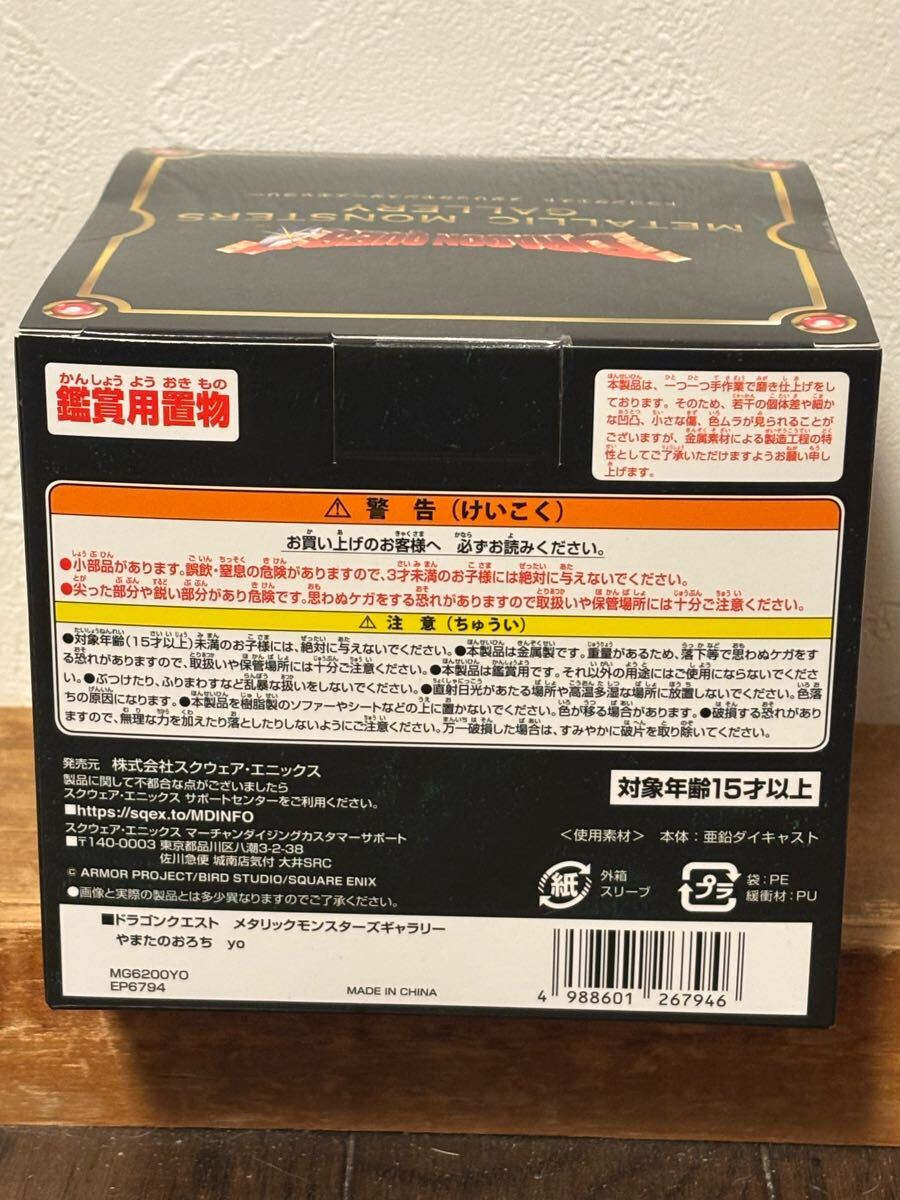 ドラゴンクエスト メタリックモンスターズギャラリー
METALLIC MONSTERS
GALLERY
DRAGON QUEST
かんしょう よう おき もの
鑑賞用置物
本製品は、一つ一つ手作業で磨き仕上げをし
ております。そのため、若干の個体差や細か
な凹凸、小さな傷、色ムラが見られることが
ございますが、金属素材による製造工程の特
性としてご了承いただけますようお願い申し
上げます。
⚠ 警 告（けいこく）
お買い上げのお客様へ 必ずお読みください。
●小部品があります。誤飲・窒息の危険がありますので、3才未満のお子様には絶対に与えないでください。
●尖った部分や鋭い部分があり危険です。思わぬケガをする恐れがありますので取扱いや保管場所には十分ご注意ください。
⚠ 注 意（ちゅうい）
●対象年齢（15才以上）未満のお子様には、絶対に与えないでください。●本製品は金属製です。重量があるため、落下等で思わぬケガをす
る恐れがありますので、取扱いや保管場所には十分ご注意ください。●本製品は鑑賞用です。それ以外の用途にはご使用にならないでくださ
い。●ぶつけたり、ふりまわすなど乱暴な扱いをしないでください。●直射日光があたる場所や高温多湿な場所に放置しないでください。色落
ちの原因になります。●本製品を樹脂製のソファーやシートなどの上に置かないでください。色が移る場合があります。●破損する恐れがあり
ますので、無理な力を加えたり落としたりしないようにご注意ください。万一破損した場合は、すみやかに破片を取り除いてください。
発売元 株式会社スクウェア・エニックス
製品に関して不都合な点がございましたら
スクウェア・エニックス サポートセンターをご利用ください。
■https://sqex.to/MDINFO
スクウェア・エニックス マーチャンダイジングカスタマーサポート
■〒140-0003 東京都品川区八潮3-2-38
佐川急便 城南店気付 大井SRC
© ARMOR PROJECT/BIRD STUDIO/SQUARE ENIX
●画像と実際の製品とは多少異なりますのでご了承ください。
対象年齢15才以上
＜使用素材＞ 本体：亜鉛ダイキャスト
紙
外箱
スリーブ
プラ
袋：PE
緩衝材：PU
■ドラゴンクエスト メタリックモンスターズギャラリー
やまたのおろち yo
MG6200YO
EP6794
MADE IN CHINA
4 988601 267946